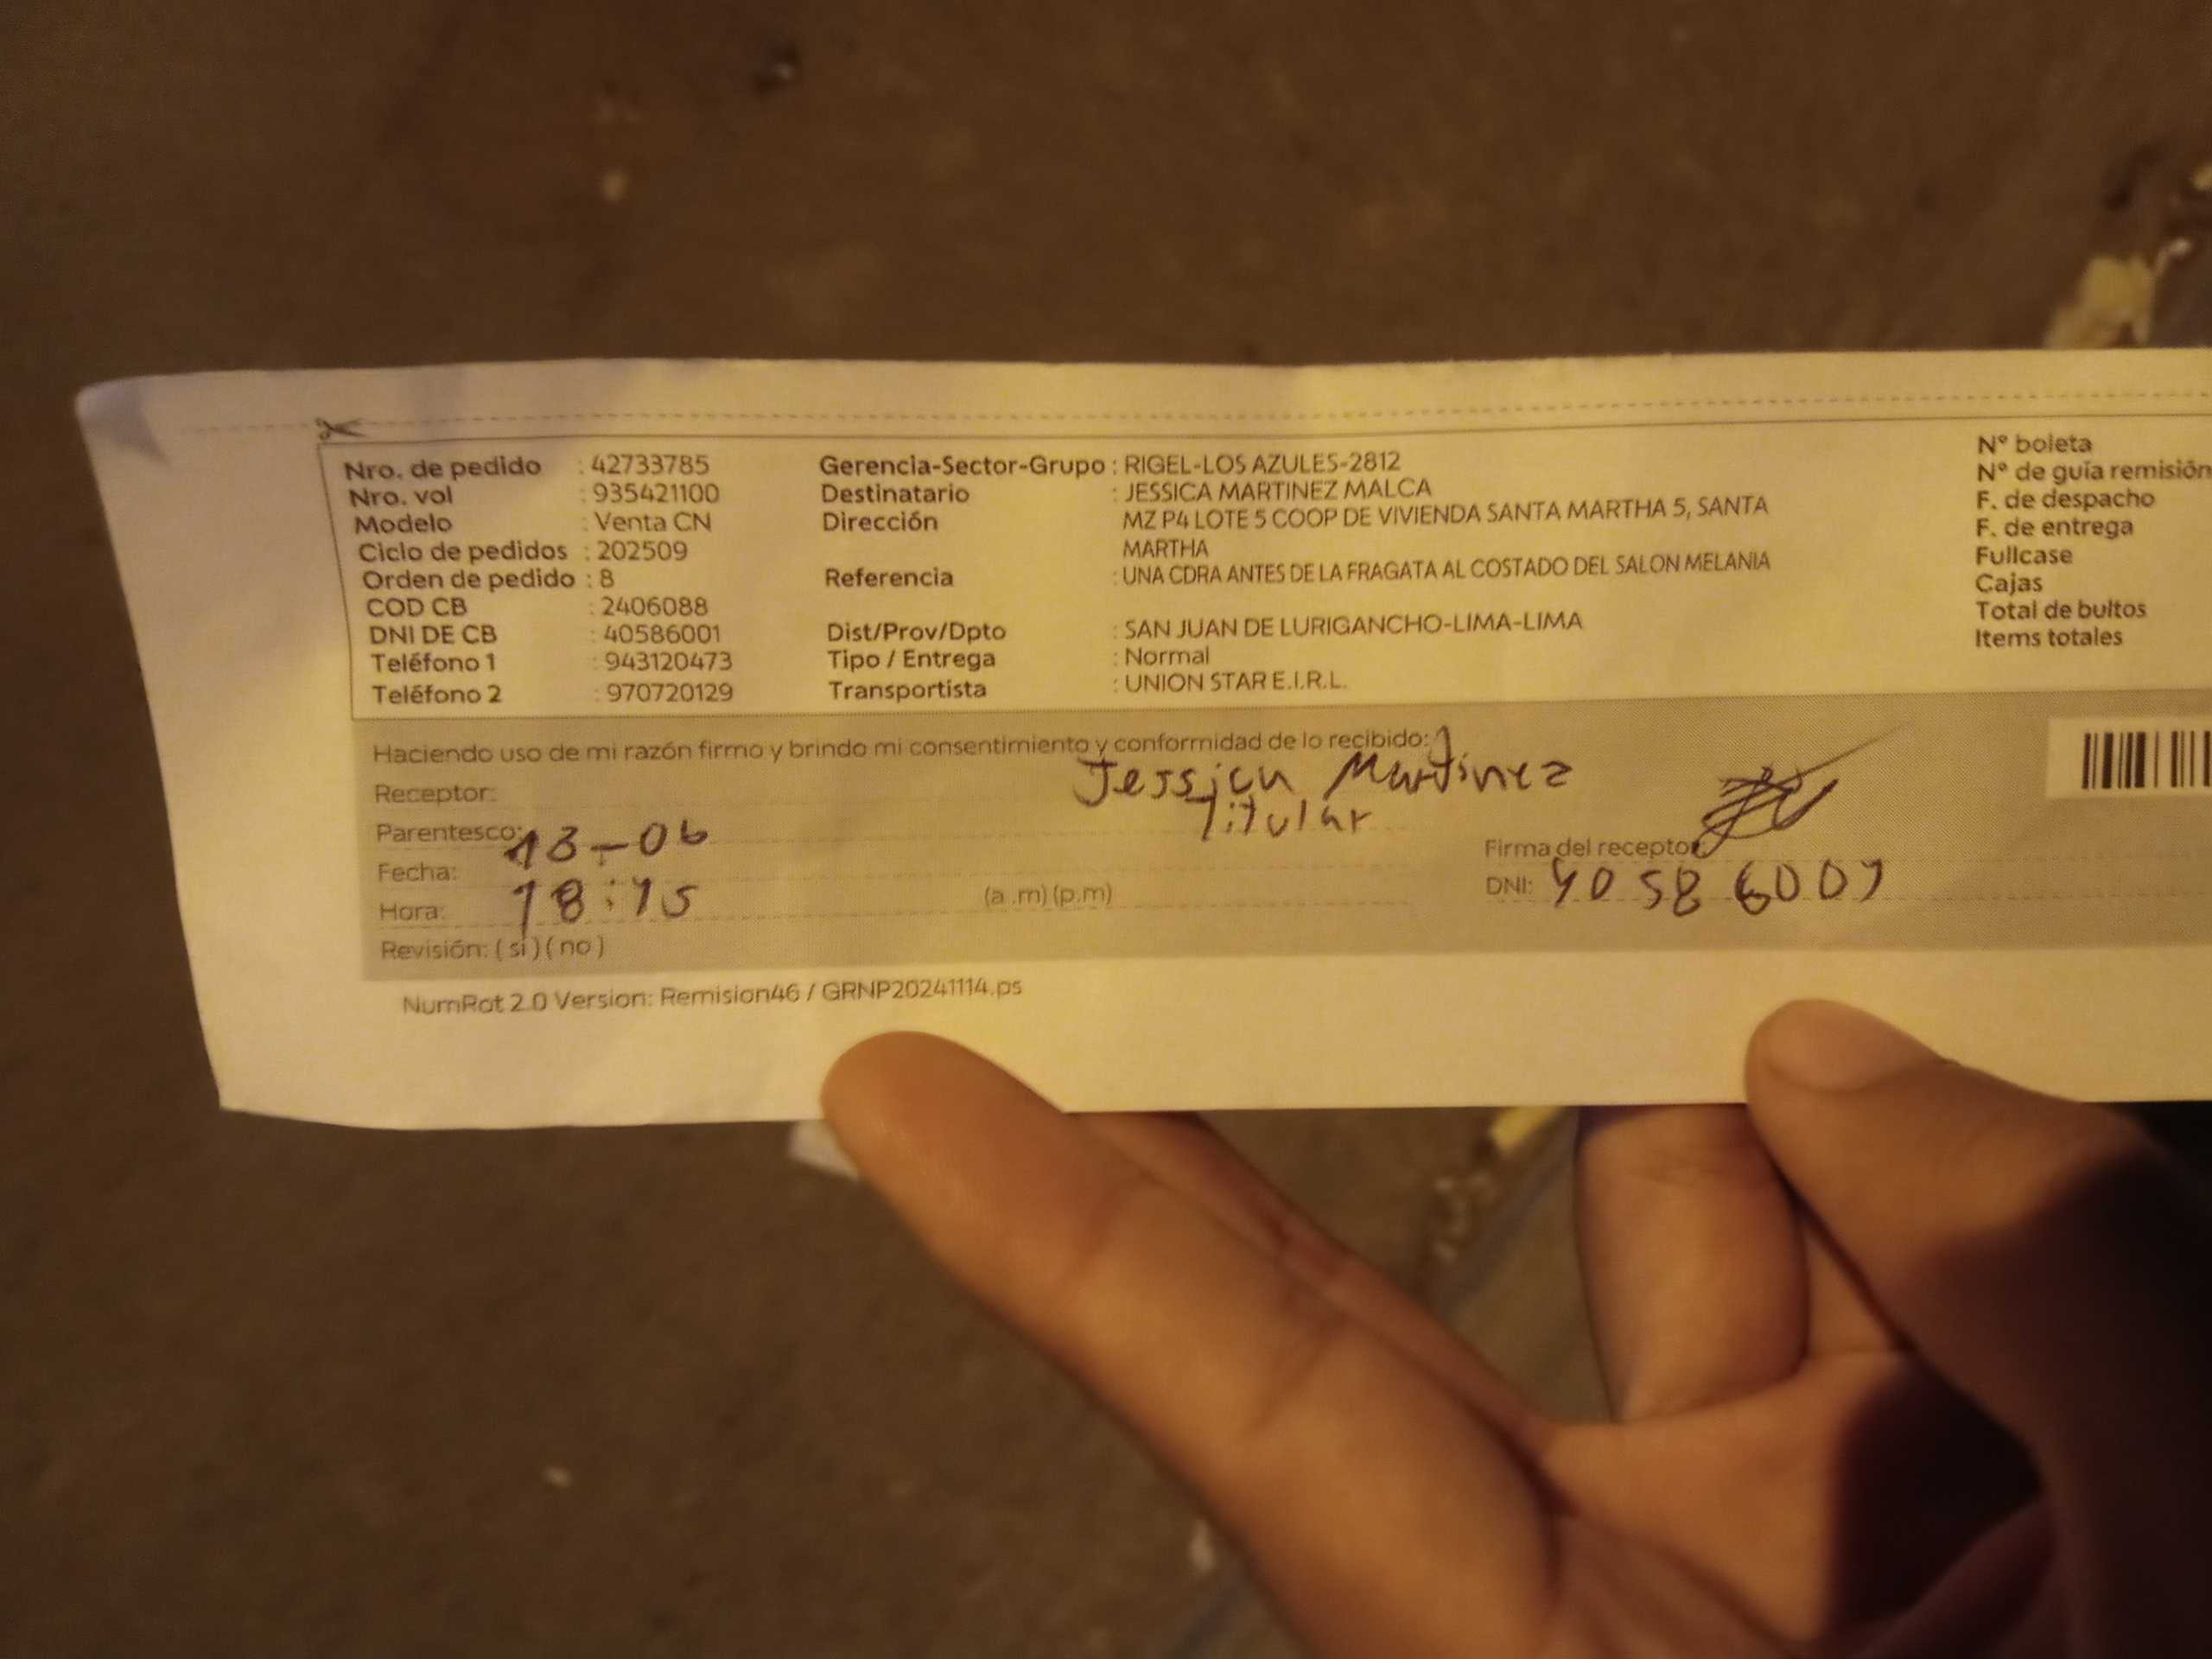 Nro. de pedido : 42733785 Gerencia-Sector-Grupo : RIGEL-LOS AZULES-2812 N° boleta
Nro. vol : 935421100 Destinatario : JESSICA MARTINEZ MALCA N° de guía remisión
Modelo : Venta CN Dirección MZ P4 LOTE 5 COOP DE VIVIENDA SANTA MARTHA 5, SANTA F. de despacho
Ciclo de pedidos : 202509 MARTHA F. de entrega
Orden de pedido : 8 Referencia : UNA CDRA ANTES DE LA FRAGATA AL COSTADO DEL SALON MELANIA Fullcase
COD CB : 2406088 Cajas
DNI DE CB : 40586001 Dist/Prov/Dpto : SAN JUAN DE LURIGANCHO-LIMA-LIMA Total de bultos
Teléfono 1 : 943120473 Tipo / Entrega : Normal Items totales
Teléfono 2 : 970720129 Transportista : UNION STAR E.I.R.L.
Haciendo uso de mi razón firmo y brindo mi consentimiento y conformidad de lo recibido:
Receptor: Jessica Martinez
Parentesco: Titular
Fecha: 13-06 Firma del receptor
Hora: 18:15 (a .m) (p.m) DNI: 40586001
Revisión: ( si ) ( no )
NumRot 2.0 Version: Remision46 / GRNP20241114.ps